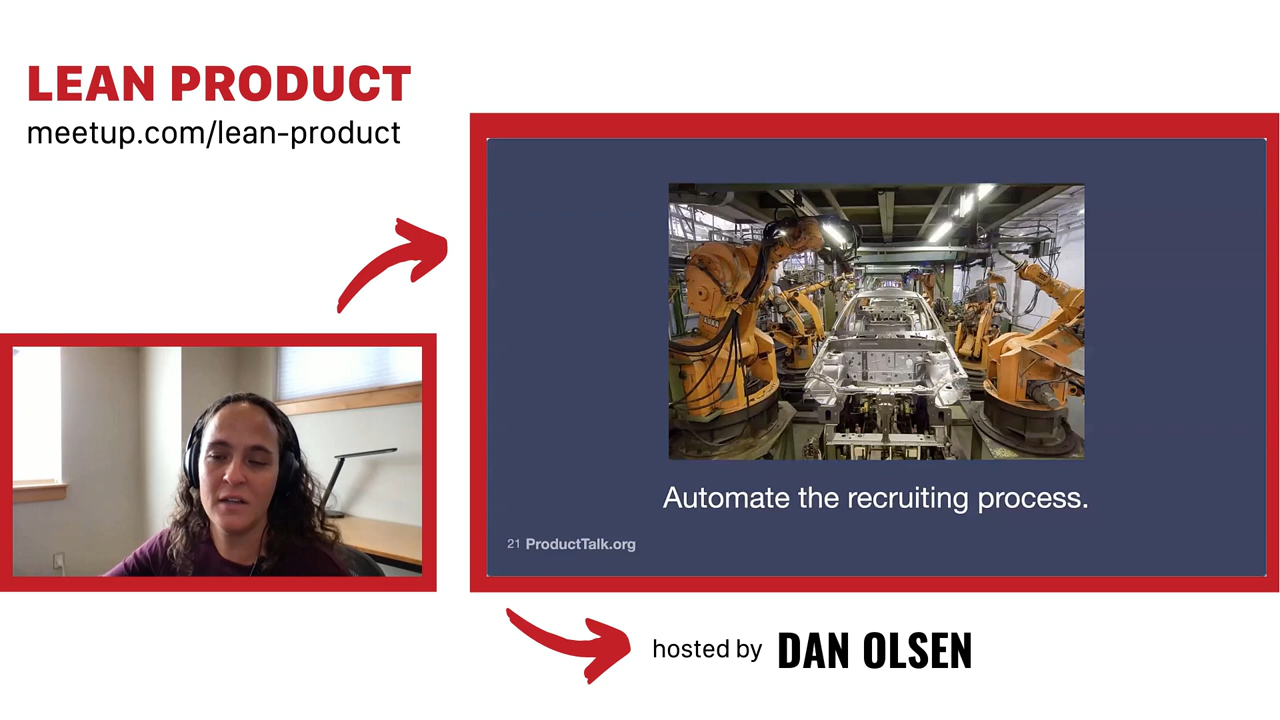 LEAN PRODUCT
meetup.com/lean-product
Automate the recruiting process.
21 ProductTalk.org
hosted by DAN OLSEN